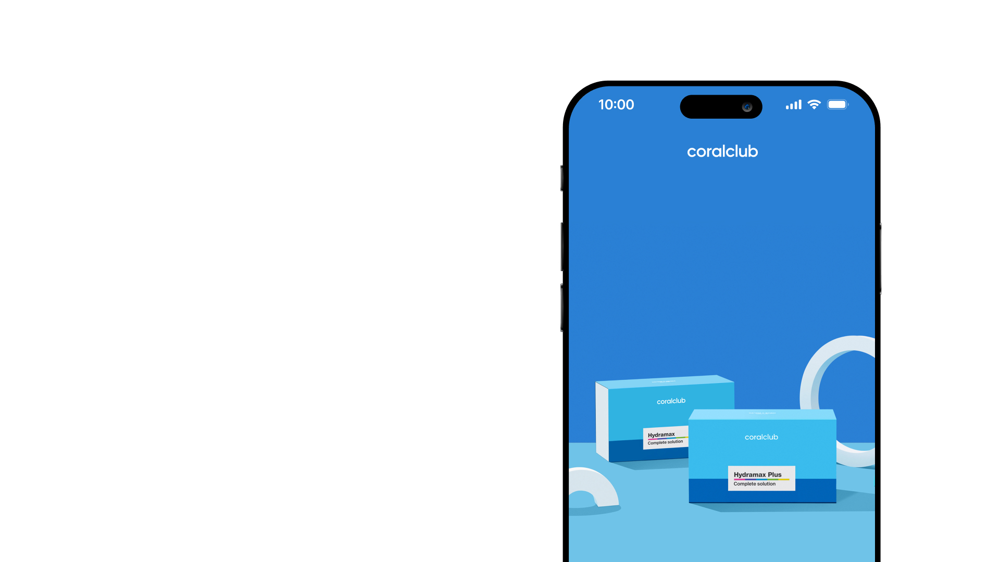 10:00
coralclub
coralclub
Hydramax
Complete solution
coralclub
Hydramax Plus
Complete solution